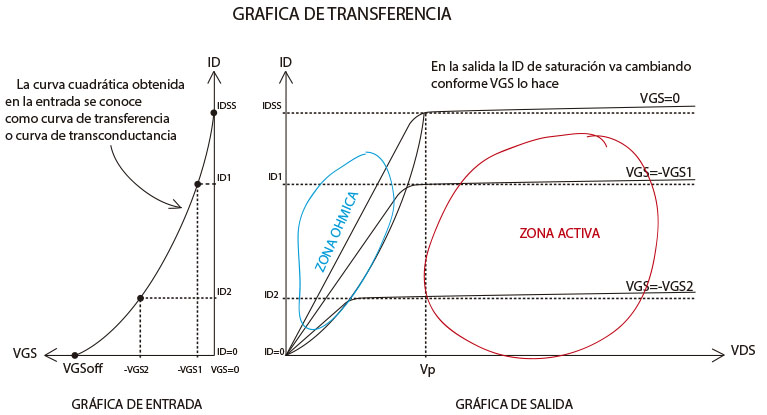 GRAFICA DE TRANSFERENCIA
ID
La curva cuadrática obtenida
en la entrada se conoce
como curva de transferencia
o curva de transconductancia
IDSS
ID1
ID2
ID=0
VGS
VGSoff
-VGS2
-VGS1
VGS=0
GRÁFICA DE ENTRADA
ID
En la salida la ID de saturación va cambiando
conforme VGS lo hace
IDSS
VGS=0
ID1
VGS=-VGS1
ZONA OHMICA
ZONA ACTIVA
ID2
VGS=-VGS2
ID=0
VDS
Vp
GRÁFICA DE SALIDA